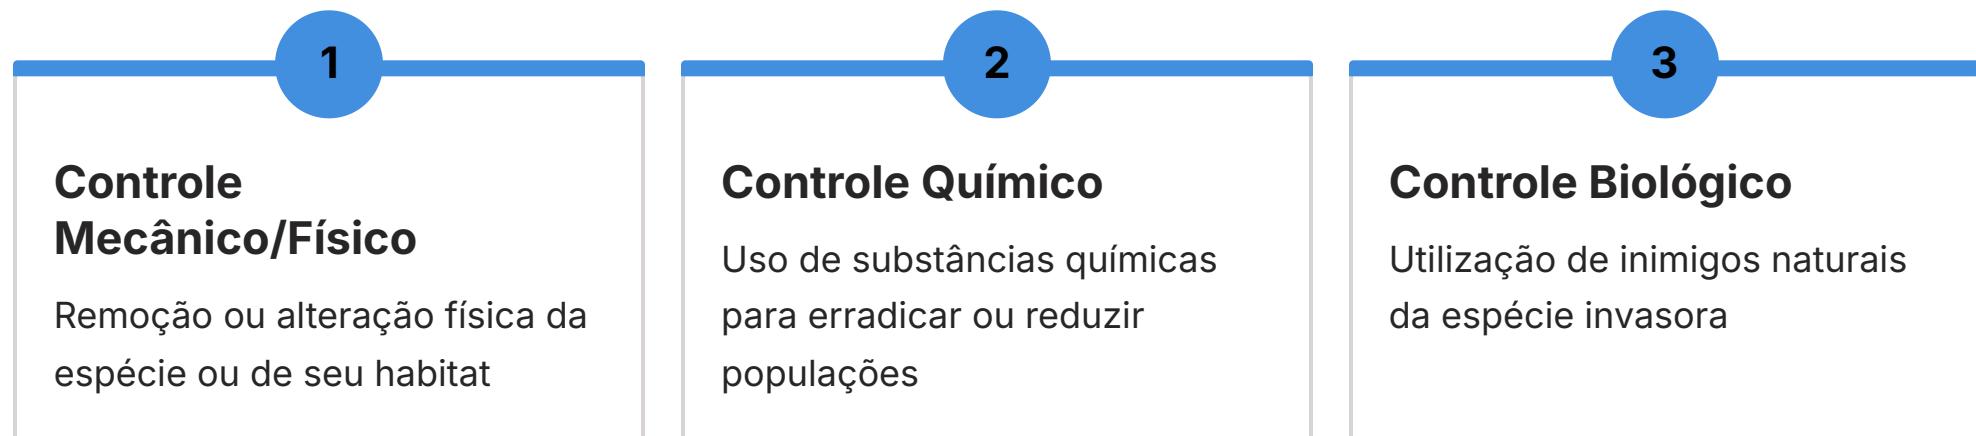 1
Controle
Mecânico/Físico
Remoção ou alteração física da
espécie ou de seu habitat
2
Controle Químico
Uso de substâncias químicas
para erradicar ou reduzir
populações
3
Controle Biológico
Utilização de inimigos naturais
da espécie invasora